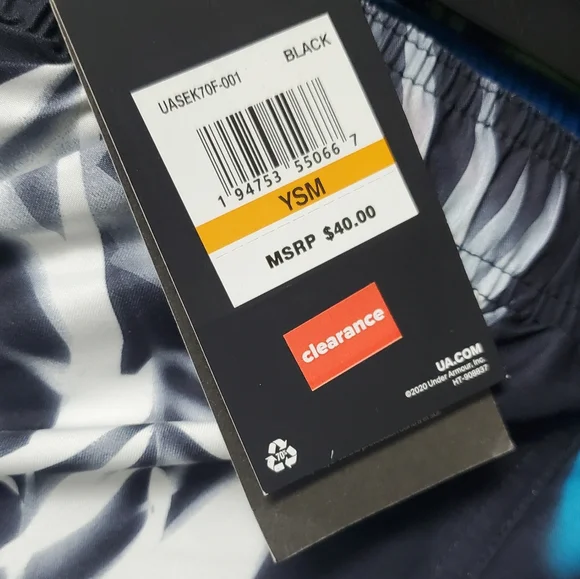 UASEK70F-001 BLACK
1 94753 55066 7
YSM
MSRP $40.00
clearance
UA.COM
©2020 Under Armour, Inc.
HT-908837
70%